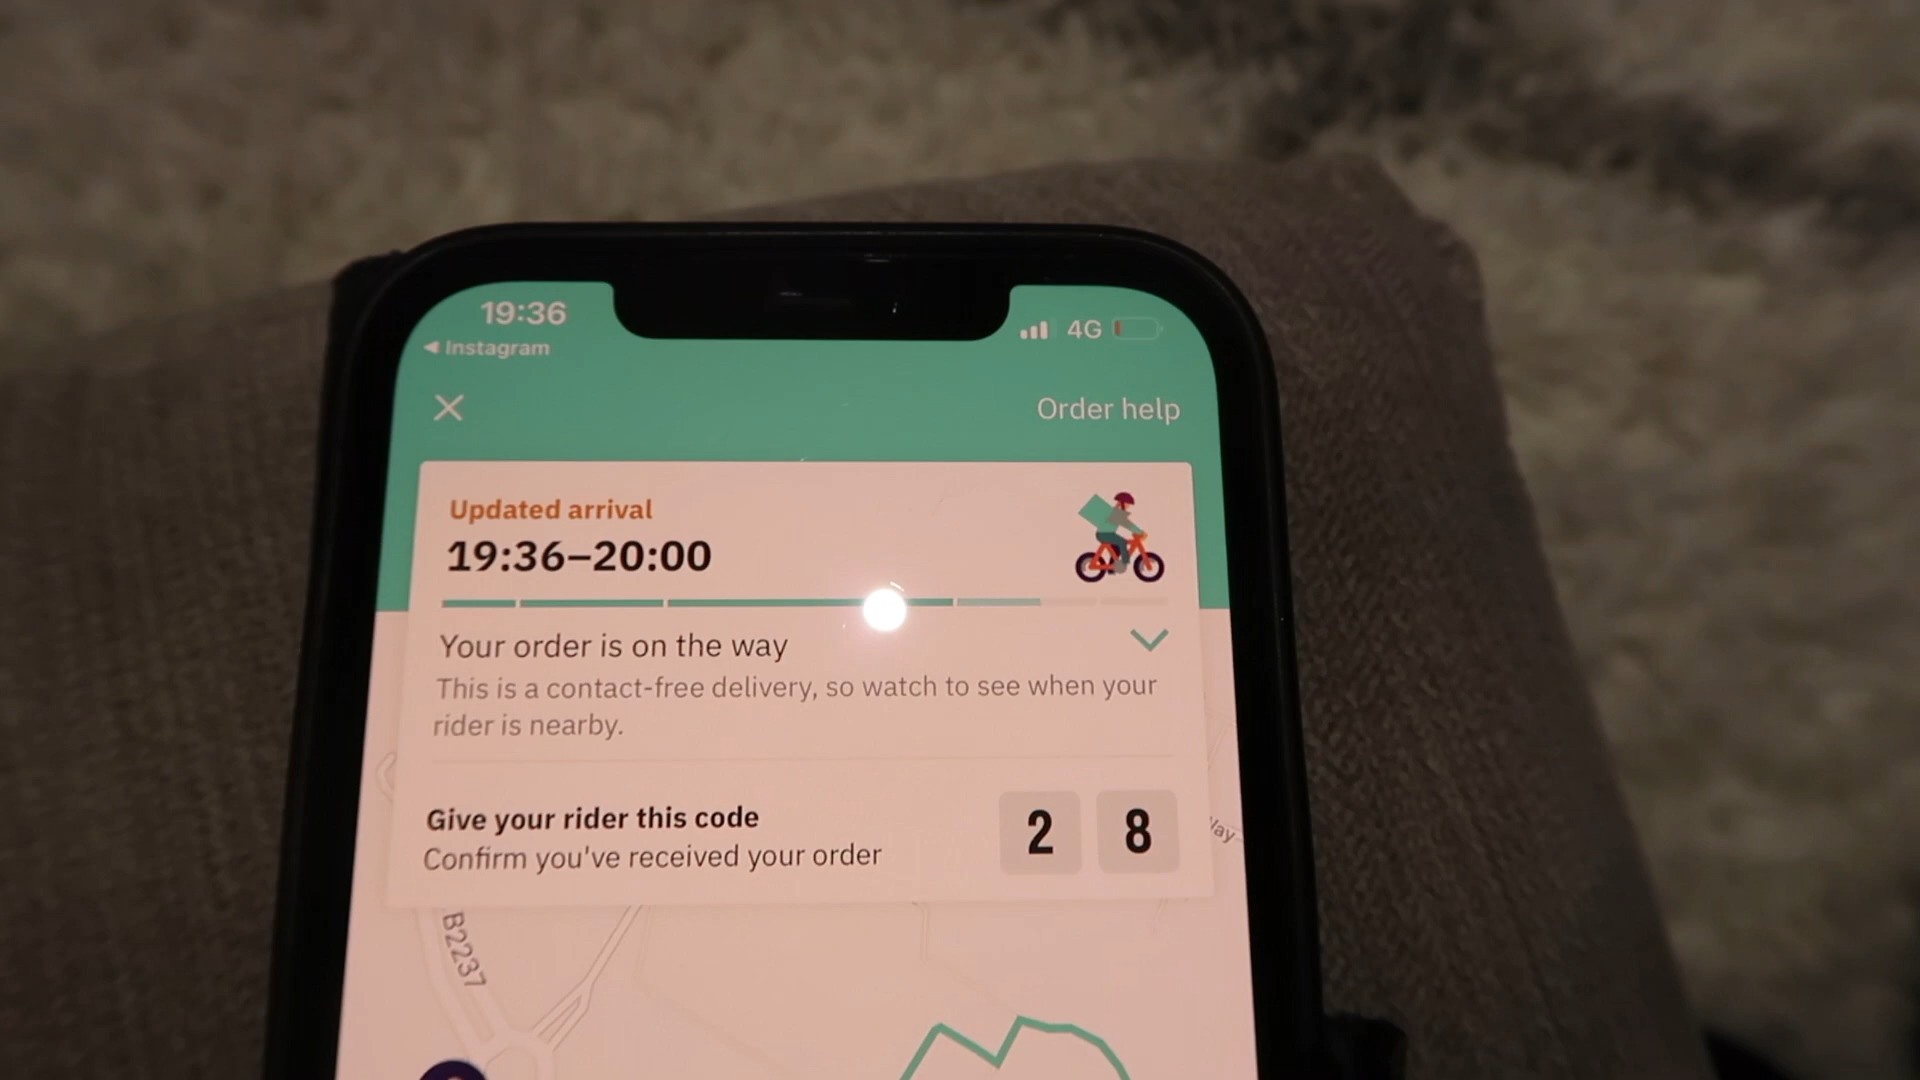 19:36
4G
◀ Instagram
Order help
Updated arrival
19:36–20:00
Your order is on the way
This is a contact-free delivery, so watch to see when your
rider is nearby.
Give your rider this code
Confirm you've received your order
2 8
B2237